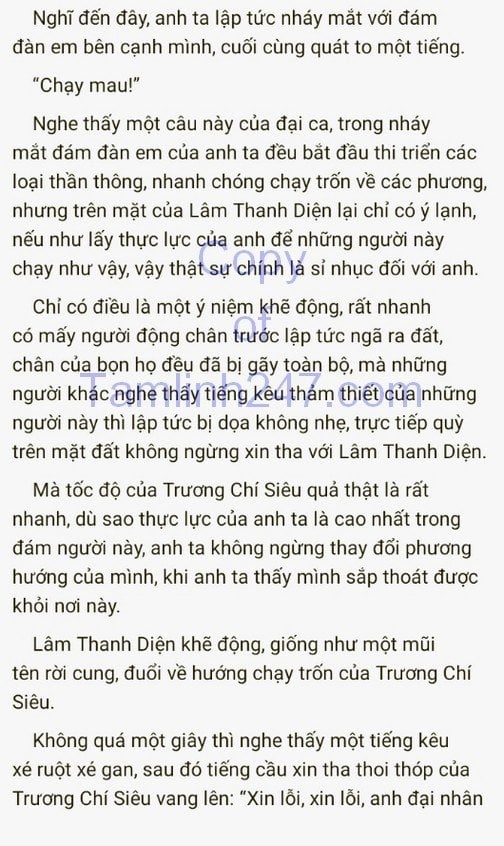 Nghĩ đến đây, anh ta lập tức nháy mắt với đám
đàn em bên cạnh mình, cuối cùng quát to một tiếng.
“Chạy mau!”
Nghe thấy một câu này của đại ca, trong nháy
mắt đám đàn em của anh ta đều bắt đầu thi triển các
loại thần thông, nhanh chóng chạy trốn về các phương,
nhưng trên mặt của Lâm Thanh Diện lại chỉ có ý lạnh,
nếu như lấy thực lực của anh để những người này
chạy như vậy, vậy thật sự chính là sỉ nhục đối với anh.
Copy
Chỉ có điều là một ý niệm khẽ động, rất nhanh
of
có mấy người động chân trước lập tức ngã ra đất,
chân của bọn họ đều đã bị gãy toàn bộ, mà những
Tamlinh247.com
người khác nghe thấy tiếng kêu thảm thiết của những
người này thì lập tức bị dọa không nhẹ, trực tiếp quỳ
trên mặt đất không ngừng xin tha với Lâm Thanh Diện.
Mà tốc độ của Trương Chí Siêu quả thật là rất
nhanh, dù sao thực lực của anh ta là cao nhất trong
đám người này, anh ta không ngừng thay đổi phương
hướng của mình, khi anh ta thấy mình sắp thoát được
khỏi nơi này.
Lâm Thanh Diện khẽ động, giống như một mũi
tên rời cung, đuổi về hướng chạy trốn của Trương Chí
Siêu.
Không quá một giây thì nghe thấy một tiếng kêu
xé ruột xé gan, sau đó tiếng cầu xin tha thoi thóp của
Trương Chí Siêu vang lên: “Xin lỗi, xin lỗi, anh đại nhân